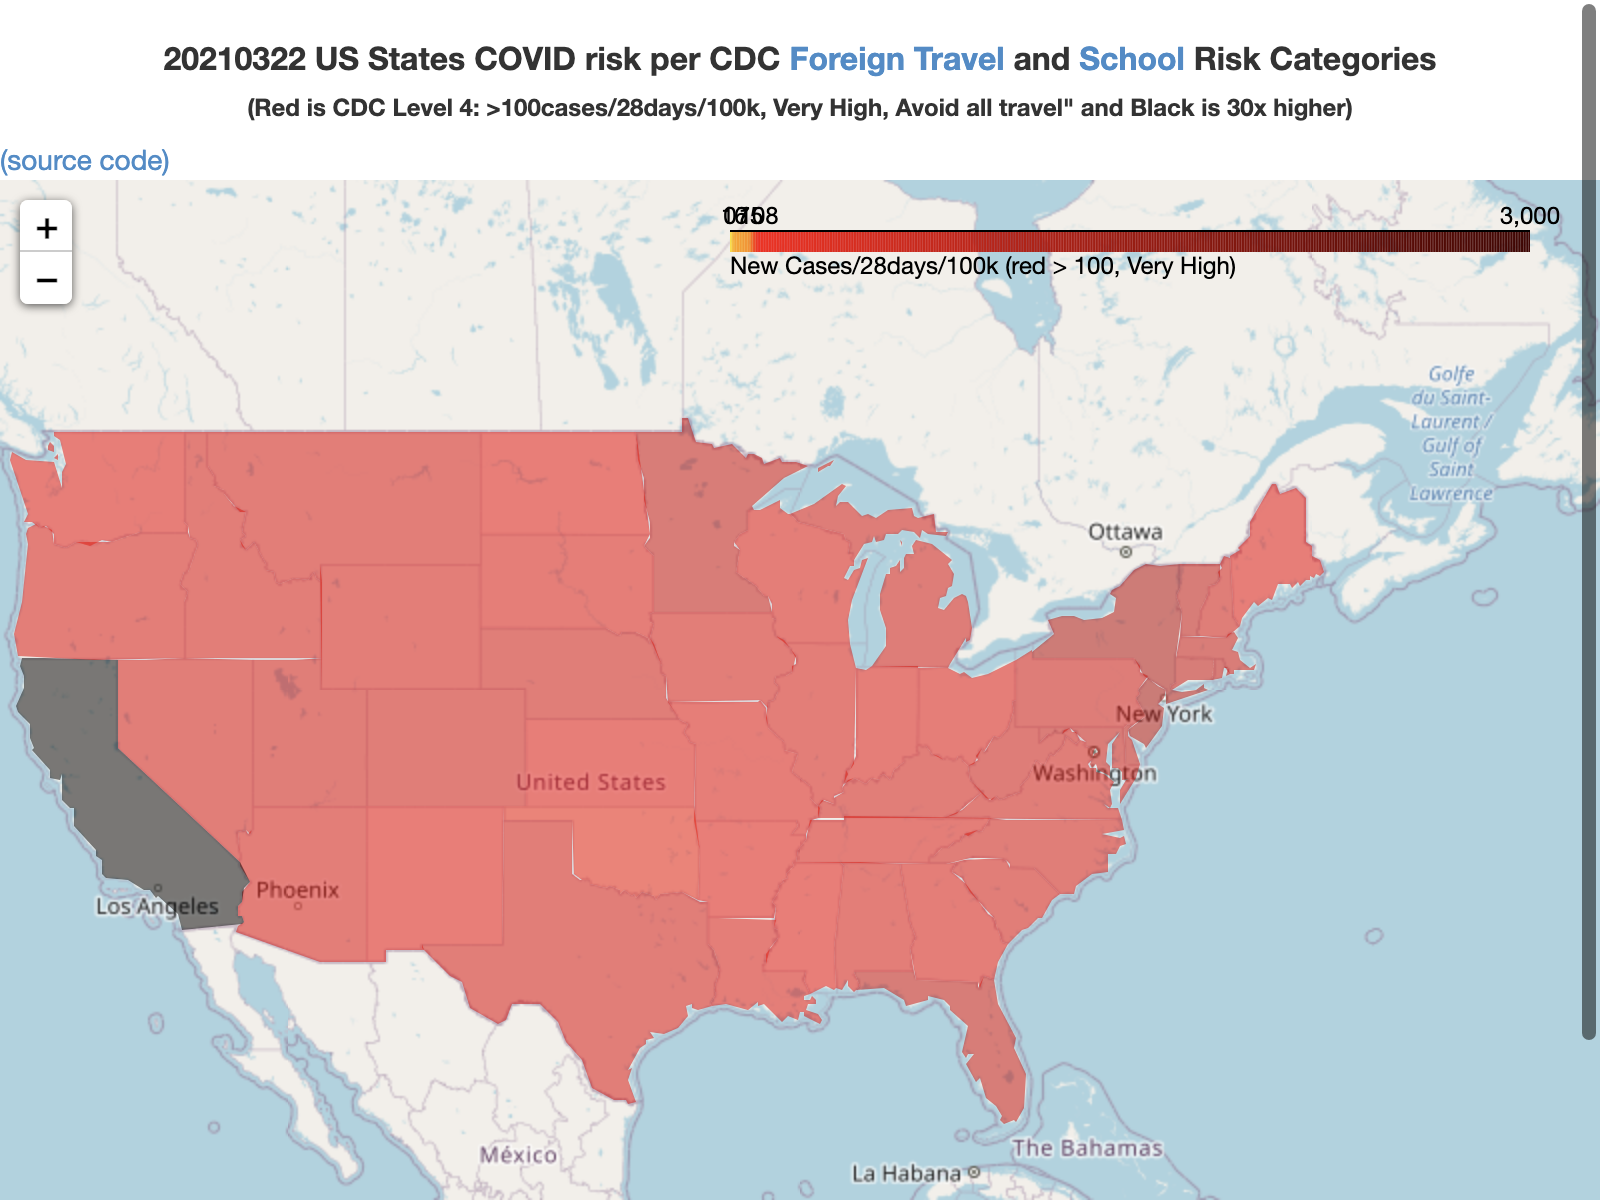 20210322 US States COVID risk per CDC Foreign Travel and School Risk Categories
(Red is CDC Level 4: >100cases/28days/100k, Very High, Avoid all travel" and Black is 30x higher)
(source code)
+
−
3,000
New Cases/28days/100k (red > 100, Very High)
Golfe
du Saint-
Laurent /
Gulf of
Saint
Lawrence
Ottawa
New York
Washington
United States
Phoenix
Los Angeles
México
The Bahamas
La Habana